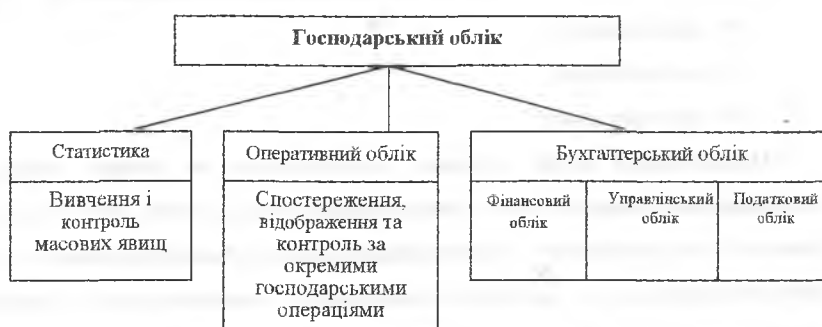 Господарський облік
Статистика
Вивчення і
контроль
масових явищ
Оперативний облік
Спостереження,
відображення та
контроль за
окремими
господарськими
операціями
Бухгалтерський облік
Фінансовий
облік
Управлінський
облік
Податковий
облік